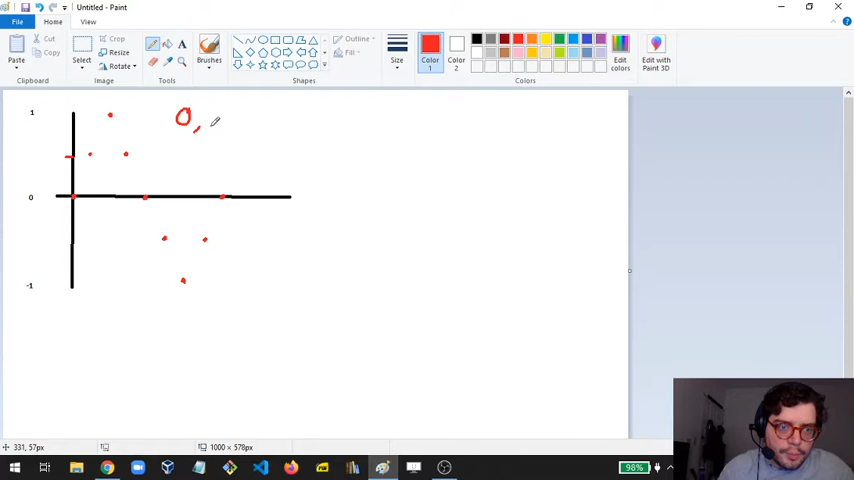 Untitled - Paint
File
Home
View
Paste
Cut
Copy
Clipboard
Select
Crop
Resize
Rotate
Image
Tools
Brushes
Shapes
Outline
Fill
Size
Color 1
Color 2
Edit colors
Edit with Paint 3D
Colors
1
0,
0
-1
331, 57px
1000 × 578px
98%